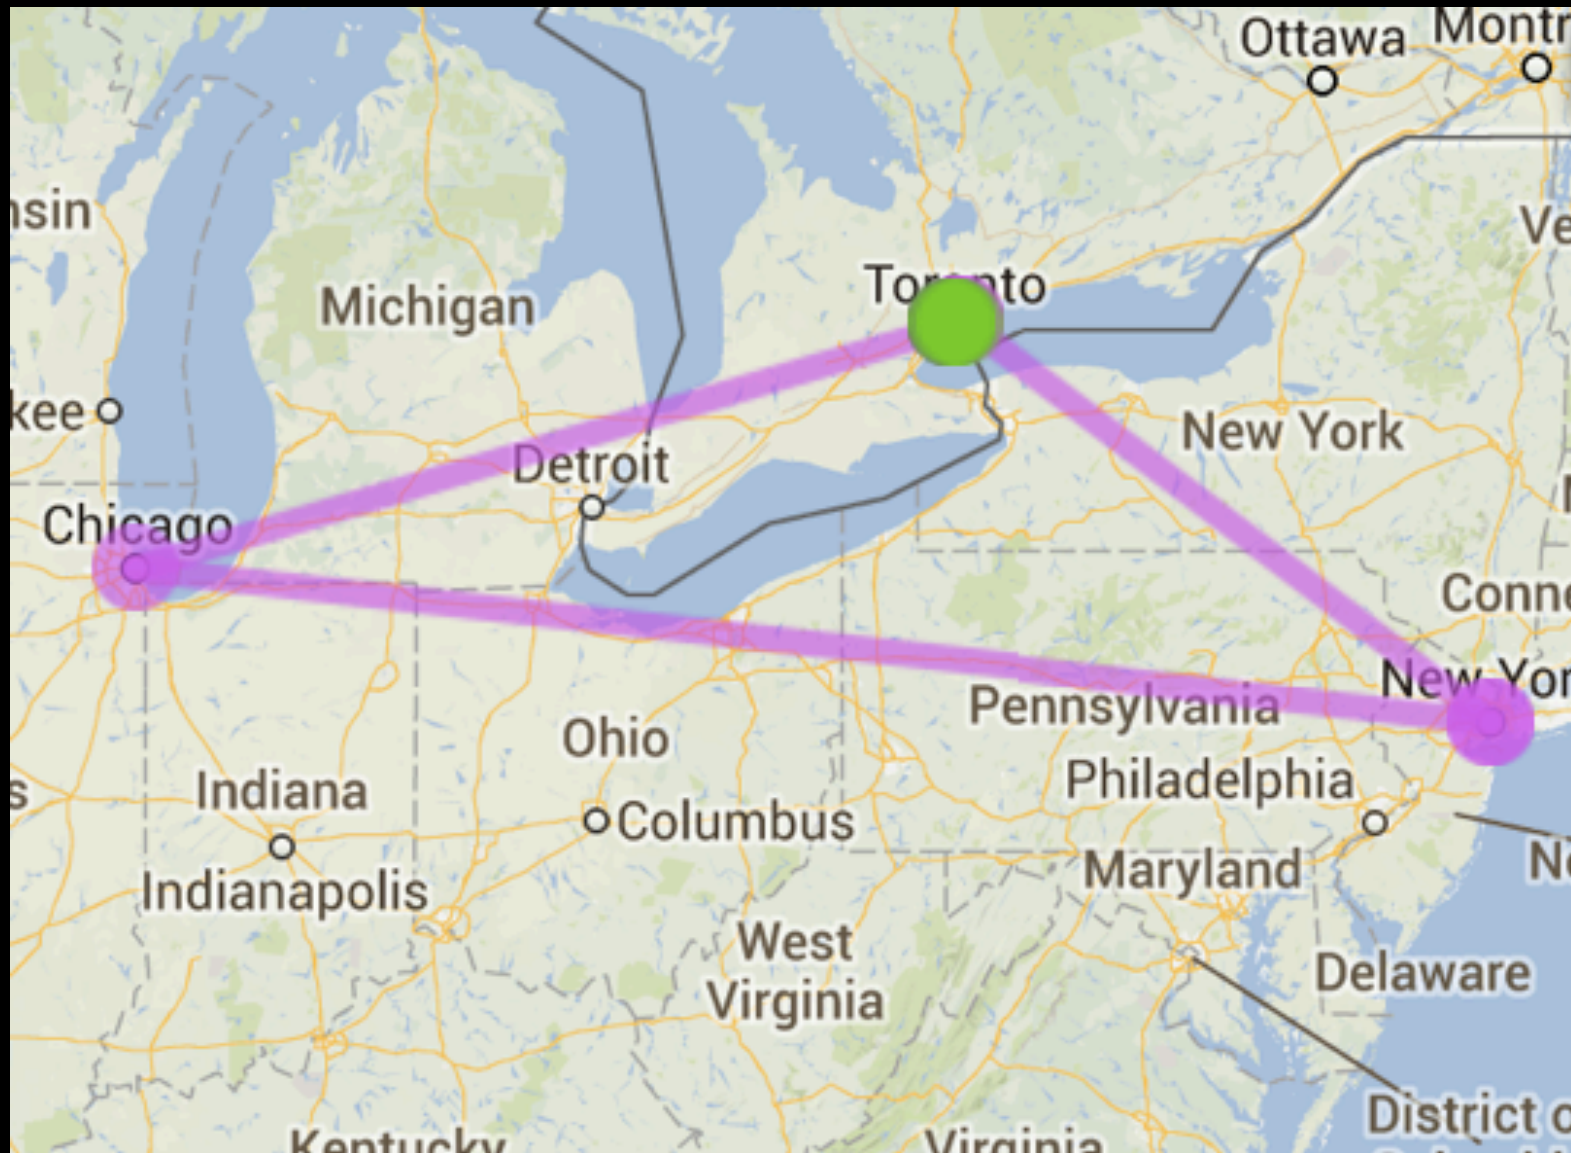 Ottawa
Montr
nsin
Ve
Toronto
Michigan
kee
New York
Detroit
Chicago
Conne
New Yor
Pennsylvania
Ohio
Philadelphia
s
Indiana
Columbus
Maryland
Indianapolis
West
Virginia
Delaware
District o
Kentucky
Virginia